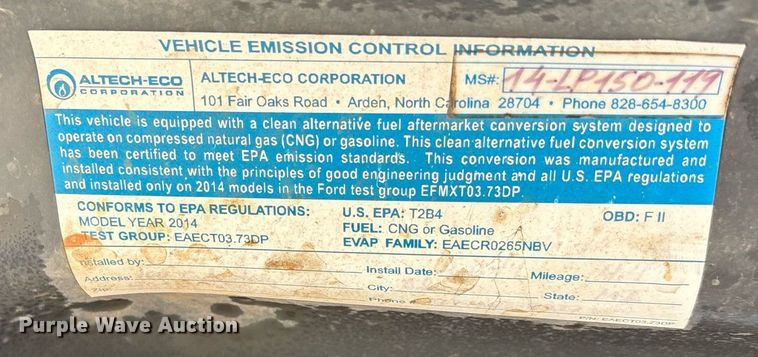 VEHICLE EMISSION CONTROL INFORMATION
ALTECH-ECO
CORPORATION
ALTECH-ECO CORPORATION
MS#: 14-LP150-119
101 Fair Oaks Road • Arden, North Carolina 28704 • Phone 828-654-8300
This vehicle is equipped with a clean alternative fuel aftermarket conversion system designed to
operate on compressed natural gas (CNG) or gasoline. This clean alternative fuel conversion system
has been certified to meet EPA emission standards. This conversion was manufactured and
installed consistent with the principles of good engineering judgment and all U.S. EPA regulations
and installed only on 2014 models in the Ford test group EFMXT03.73DP.
CONFORMS TO EPA REGULATIONS:
MODEL YEAR 2014
TEST GROUP: EAECT03.73DP
U.S. EPA: T2B4
FUEL: CNG or Gasoline
EVAP FAMILY: EAECR0265NBV
OBD: F II
Installed by:
Install Date:
Mileage:
Address:
City:
State:
Zip:
Phone #
P/N: EAECT03.73DP
Purple Wave Auction